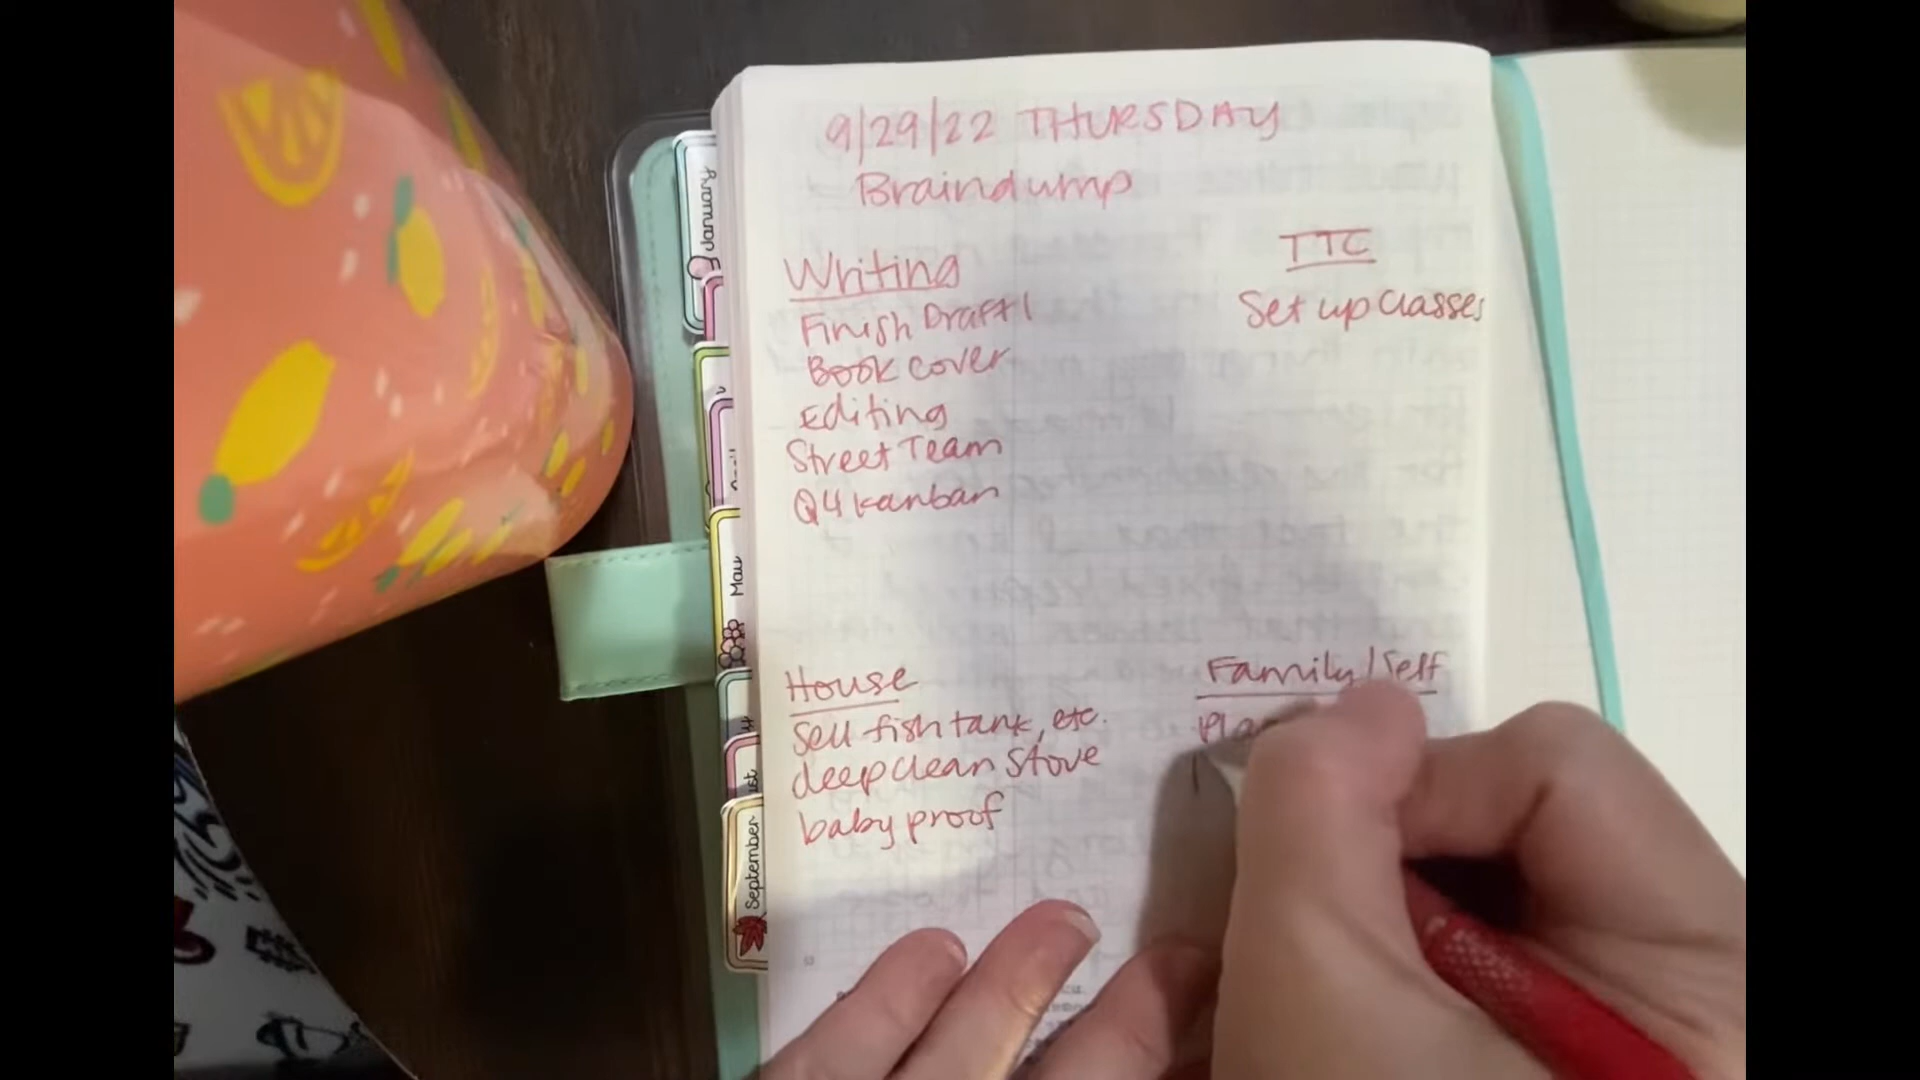 9/29/22 THURSDAY
Braindump
Writing
Finish Draft 1
Book cover
Editing
Street Team
Q4 kanban
TTC
Set up classes
House
Sell fish tank, etc.
deep clean stove
baby proof
Family/Self
January
May
September